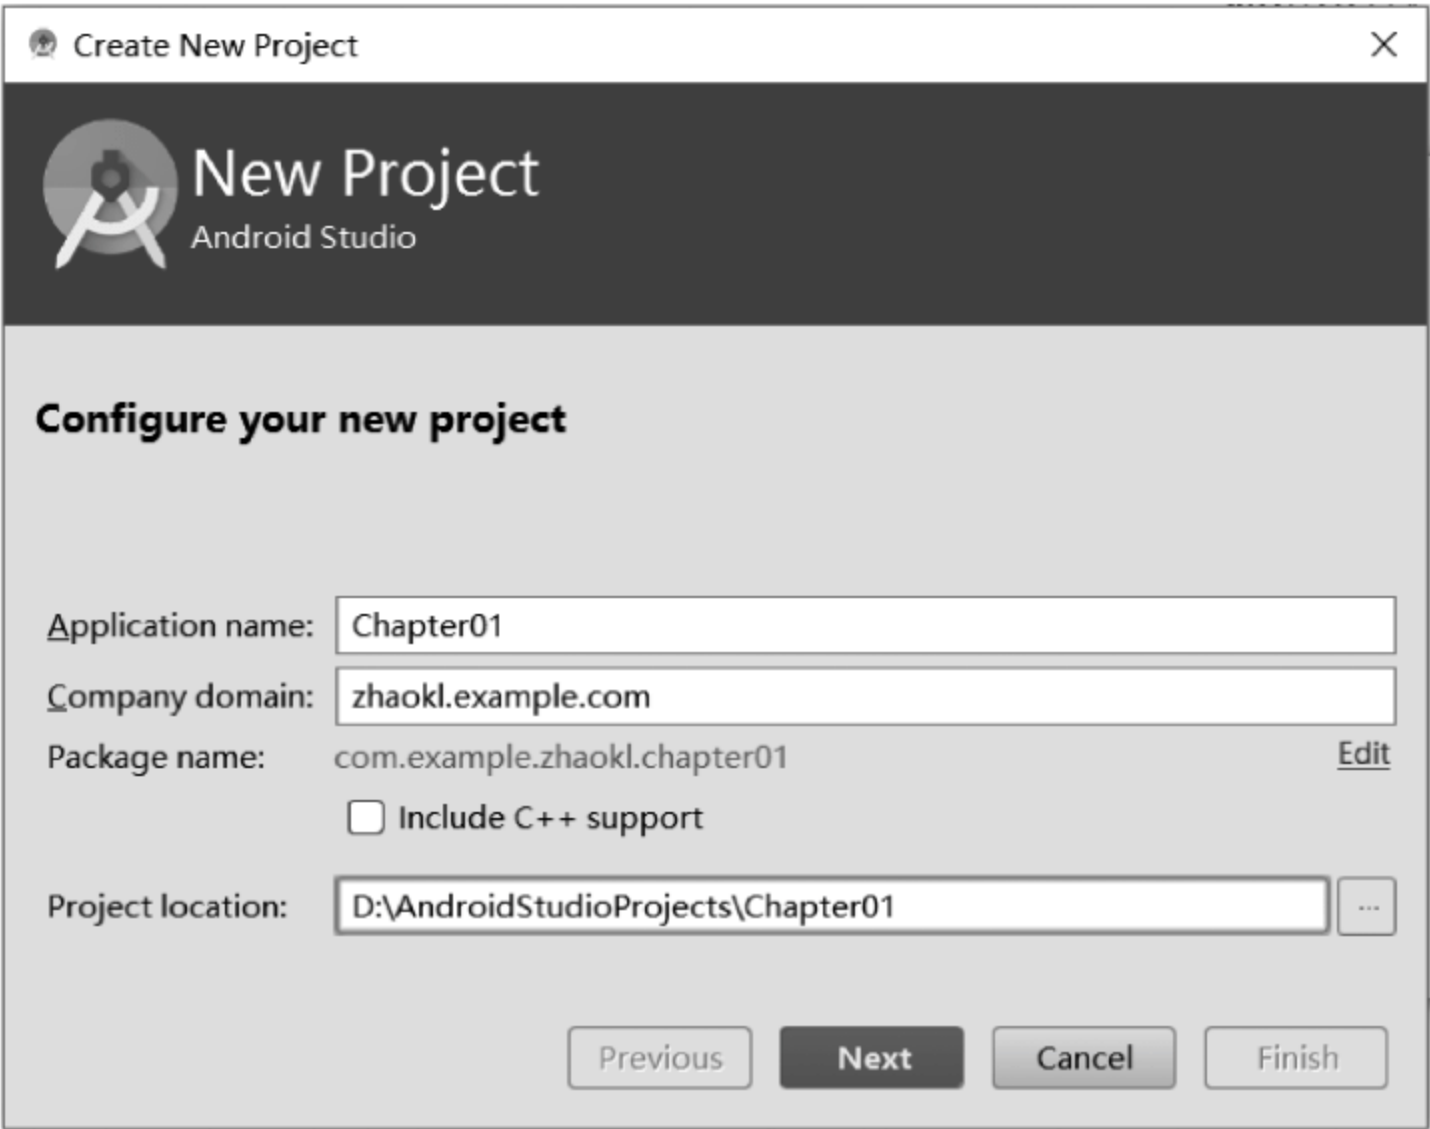 Create New Project
New Project
Android Studio
Configure your new project
Application name: Chapter01
Company domain: zhaokl.example.com
Package name: com.example.zhaokl.chapter01 Edit
Include C++ support
Project location: D:\AndroidStudioProjects\Chapter01 ...
Previous Next Cancel Finish